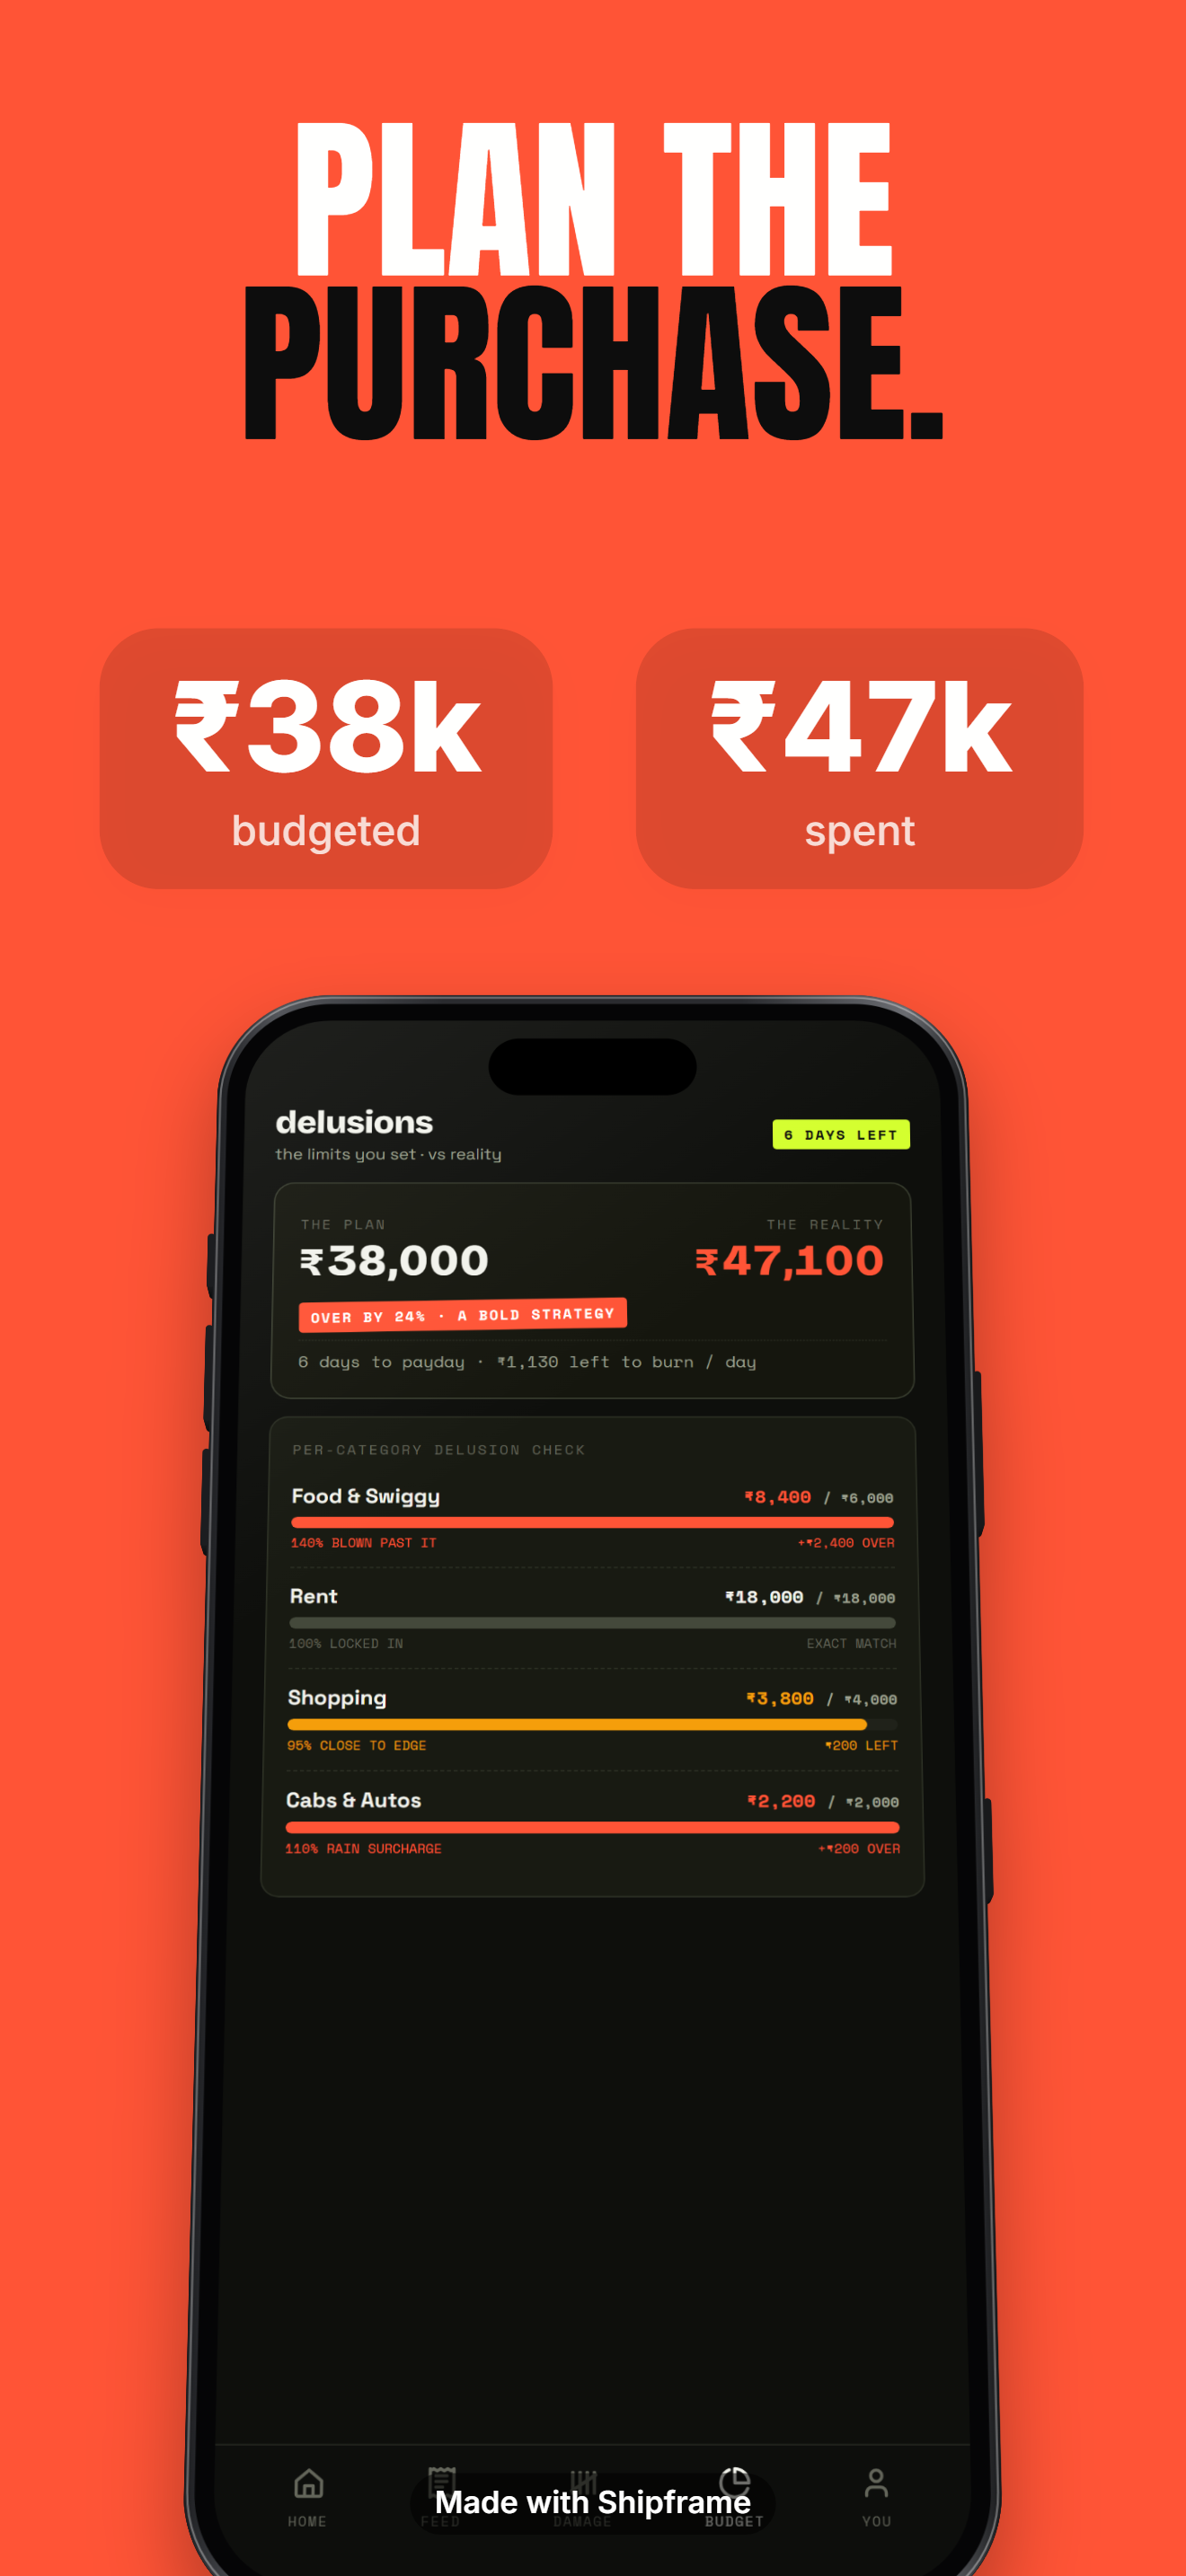 PLAN THE
PURCHASE.
₹38k
budgeted
₹47k
spent
delusions
the limits you set · vs reality
6 DAYS LEFT
THE PLAN
THE REALITY
₹38,000
₹47,100
OVER BY 24% · A BOLD STRATEGY
6 days to payday · ₹1,130 left to burn / day
PER-CATEGORY DELUSION CHECK
Food & Swiggy
₹8,400 / ₹6,000
140% BLOWN PAST IT
+₹2,400 OVER
Rent
₹18,000 / ₹18,000
100% LOCKED IN
EXACT MATCH
Shopping
₹3,800 / ₹4,000
95% CLOSE TO EDGE
₹200 LEFT
Cabs & Autos
₹2,200 / ₹2,000
110% RAIN SURCHARGE
+₹200 OVER
Made with Shipframe
HOME
FEED
DAMAGE
BUDGET
YOU